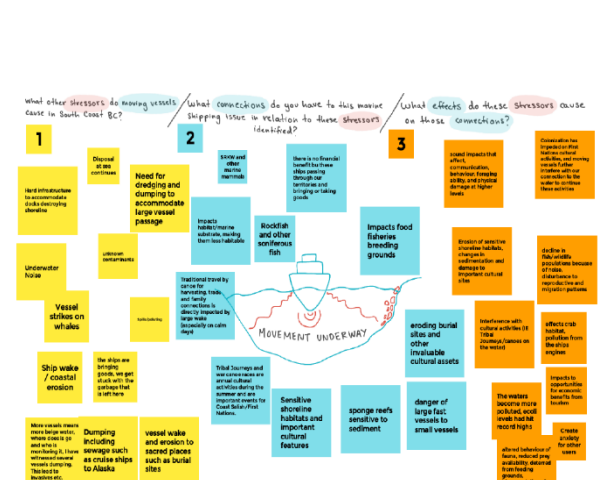 What other stressors do moving vessels
cause in South Coast BC?
What connections do you have to this marine
shipping issue in relation to these stressors
identified?
What effects do these stressors cause
on those connections?
1
Disposal
at sea
continues
Need for
dredging and
dumping to
accommodate
large vessel
passage
Hard infrastructure
to accommodate
docks destroying
shoreline
unknown
contaminants
Underwater
Noise
Vessel
strikes on
whales
Ship wake
/ coastal
erosion
the ships are
bringing
goods, we get
stuck with the
garbage that
is left here
More vessels means
more beige water,
where does is go
and who is
monitoring it, I have
witnessed several
vessels dumping.
This lead to
invasives etc.
Dumping
including
sewage such
as cruise ships
to Alaska
vessel wake
and erosion to
sacred places
such as burial
sites
2
SRKW and
other
marine
mammals
there is no financial
benefit by these
ships passing
through our
territories and
bringing or taking
goods
Impacts
habitat/marine
substrate, making
them less habitable
Rockfish
and other
soniferous
fish
Impacts food
fisheries
breeding
grounds
Traditional travel by
canoe for
harvesting, trade,
and family
connections is
directly impacted by
large wake
(especially on calm
days)
MOVEMENT UNDERWAY
eroding burial
sites and
other
invaluable
cultural assets
Tribal Journeys and
war canoe races are
annual cultural
activities during the
summer and are
important events for
Coast Salish/First
Nations.
Sensitive
shoreline
habitats and
important
cultural
features
sponge reefs
sensitive to
sediment
danger of
large fast
vessels to
small vessels
3
sound impacts that
affect,
communication,
behaviour, foraging
ability, and physical
damage at higher
levels
Colonization has
impeded on First
Nations cultural
activities, and moving
vessels further
interfere with our
connection to the
water to continue
these activities
Erosion of sensitive
shoreline habitats,
changes in
sedimentation and
damage to
important cultural
sites
decline in
fish/wildlife
populations because
of noise,
disturbance to
reproductive and
migration patterns
Interference with
cultural activities (IE
Tribal
Journeys/canoes on
the water)
affects crab
habitat,
pollution from
the ships
engines
The waters
become more
polluted, ecoli
levels had hit
record highs
Impacts to
opportunities
for economic
benefits from
tourism
Create
anxiety
for other
users
altered behaviour of
fauna, reduced prey
availability, deterred
from feeding
grounds.